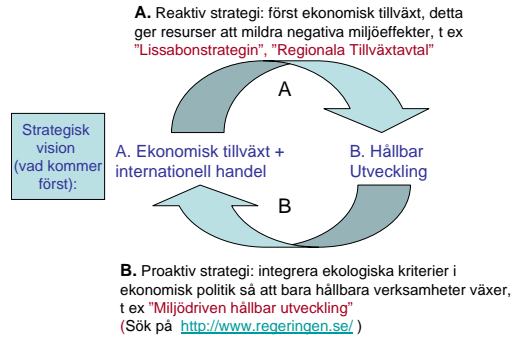 A. Reaktiv strategi: först ekonomisk tillväxt, detta
ger resurser att mildra negativa miljöeffekter, t ex
"Lissabonstrategin", "Regionala Tillväxtavtal"
A
Strategisk
vision
(vad kommer
först):
A. Ekonomisk tillväxt +
internationell handel
B. Hållbar
Utveckling
B
B. Proaktiv strategi: integrera ekologiska kriterier i
ekonomisk politik så att bara hållbara verksamheter växer,
t ex "Miljödriven hållbar utveckling"
(Sök på http://www.regeringen.se/ )